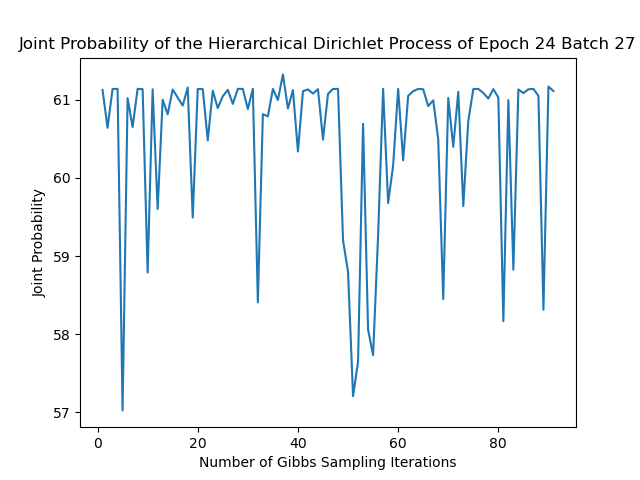 Joint Probability of the Hierarchical Dirichlet Process of Epoch 24 Batch 27
61
60
59
58
57
Joint Probability
0 20 40 60 80
Number of Gibbs Sampling Iterations